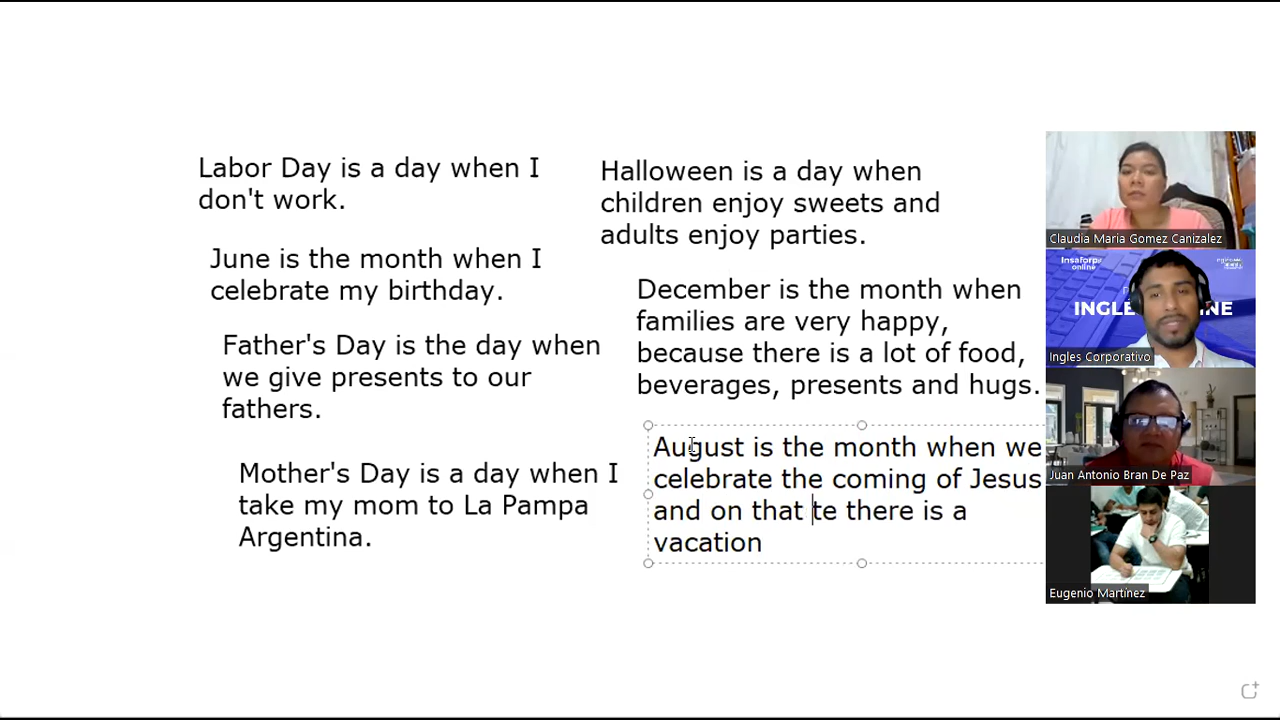 Labor Day is a day when I
don't work.
June is the month when I
celebrate my birthday.
Father's Day is the day when
we give presents to our
fathers.
Mother's Day is a day when I
take my mom to La Pampa
Argentina.
Halloween is a day when
children enjoy sweets and
adults enjoy parties.
December is the month when
families are very happy,
because there is a lot of food,
beverages, presents and hugs.
August is the month when we
celebrate the coming of Jesus
and on that te there is a
vacation
Claudia Maria Gomez Canizalez
Insaforp
online
INGLE NE
Ingles Corporativo
Juan Antonio Bran De Paz
Eugenio Martinez